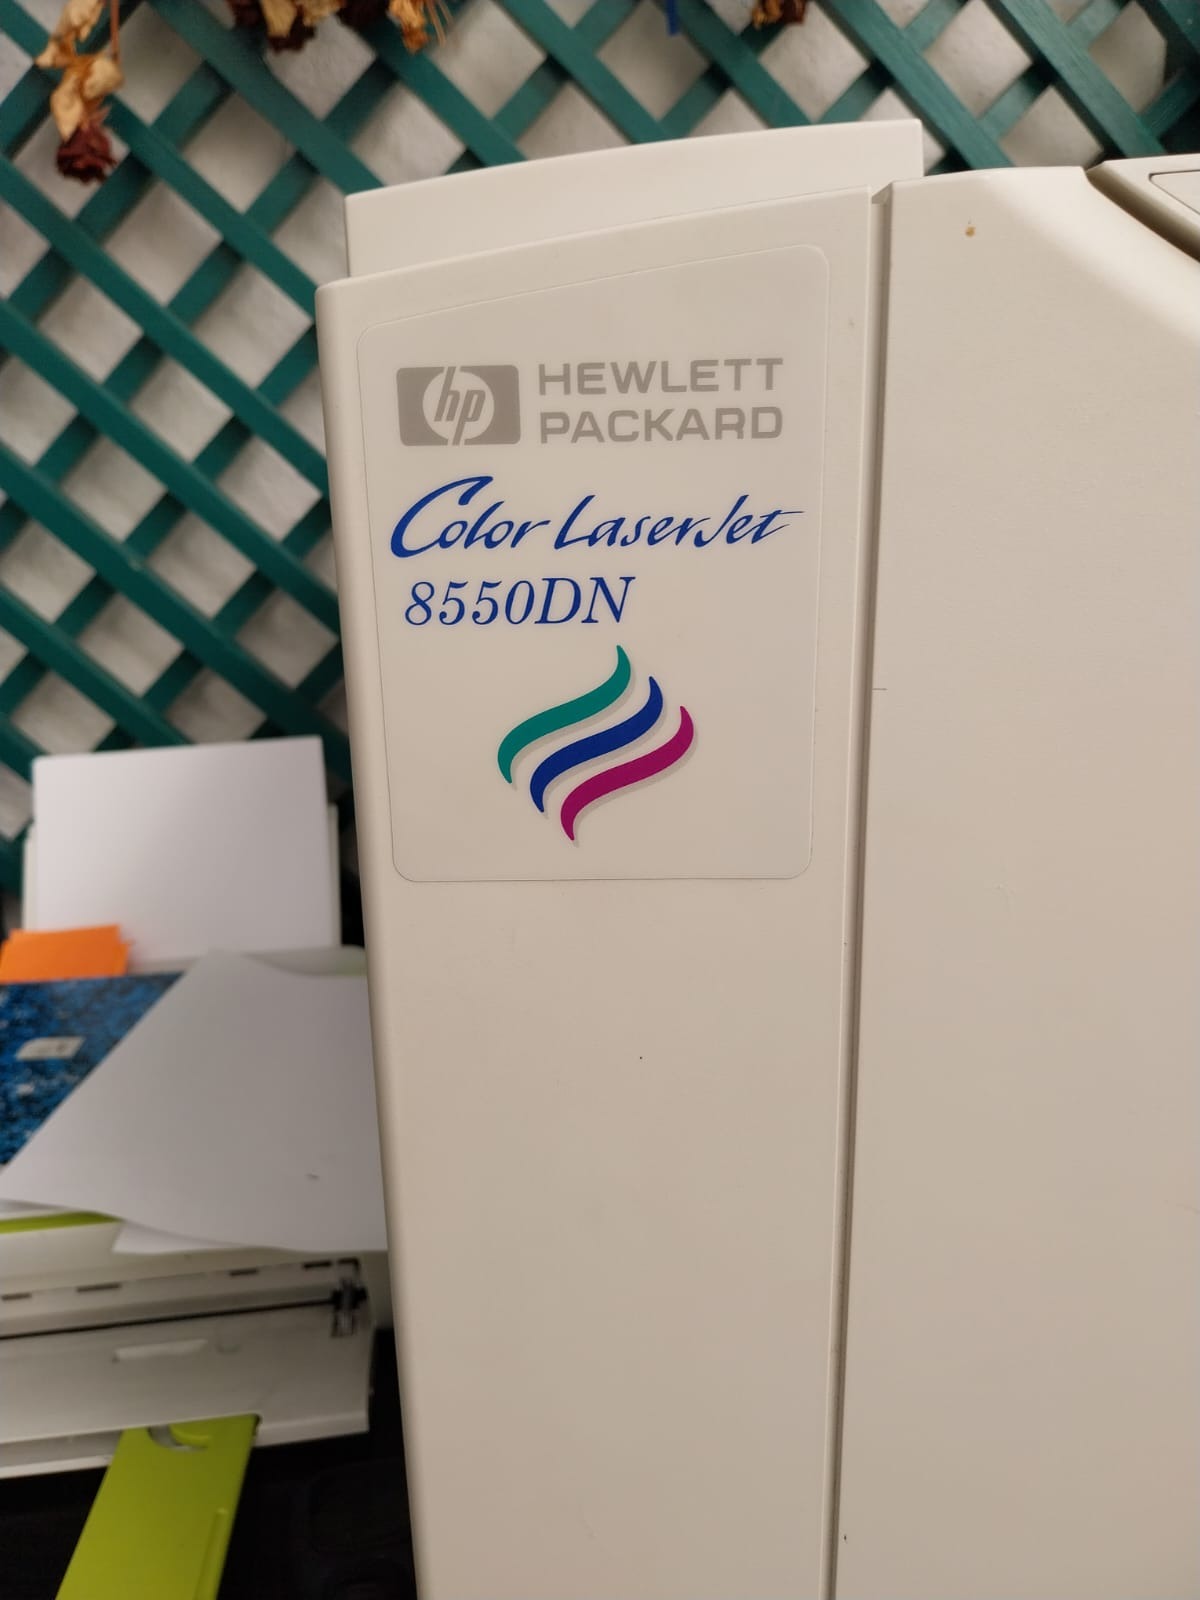 hp HEWLETT
PACKARD
Color LaserJet
8550DN